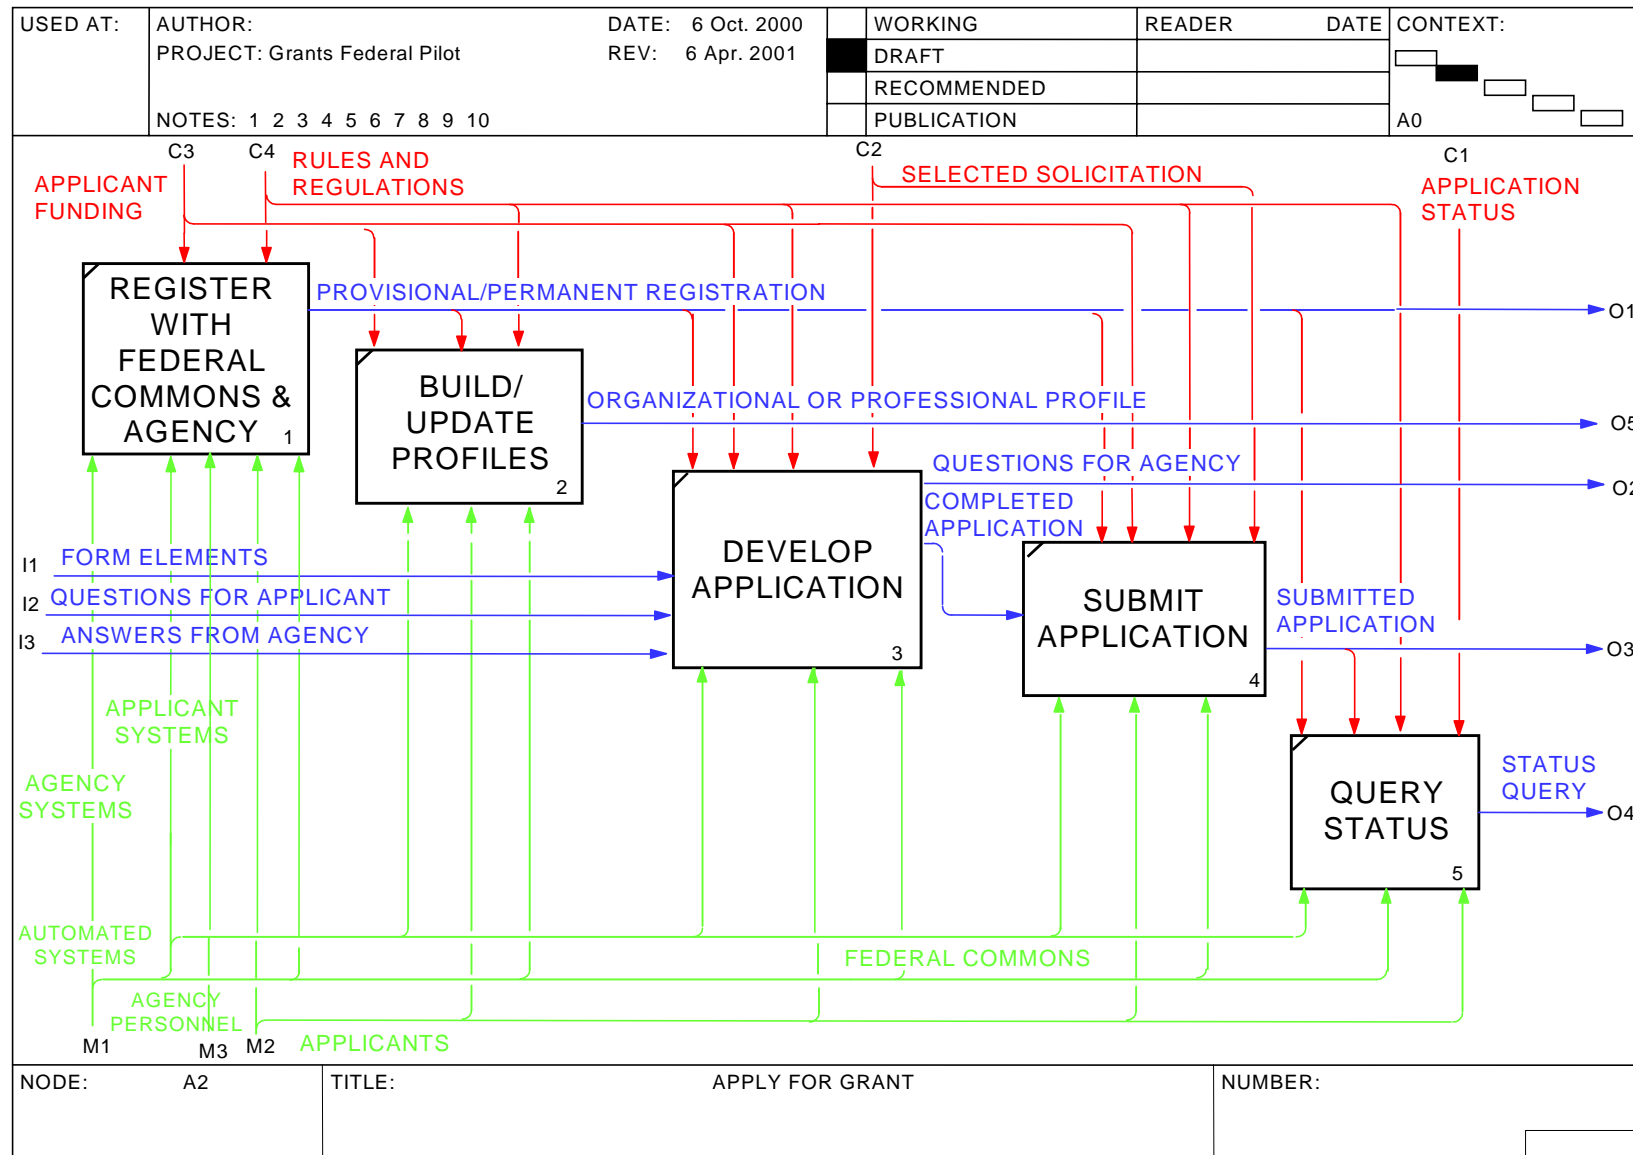 USED AT:
AUTHOR:
DATE: 6 Oct. 2000
WORKING
READER DATE
CONTEXT:
PROJECT: Grants Federal Pilot
REV: 6 Apr. 2001
DRAFT
RECOMMENDED
NOTES: 1 2 3 4 5 6 7 8 9 10
PUBLICATION
A0
C3
C4
C2
C1
RULES AND
REGULATIONS
SELECTED SOLICITATION
APPLICANT
FUNDING
APPLICATION
STATUS
REGISTER
WITH
FEDERAL
COMMONS &
AGENCY
1
PROVISIONAL/PERMANENT REGISTRATION
O1
BUILD/
UPDATE
PROFILES
2
ORGANIZATIONAL OR PROFESSIONAL PROFILE
O5
QUESTIONS FOR AGENCY
O2
COMPLETED
APPLICATION
I1
FORM ELEMENTS
I2
QUESTIONS FOR APPLICANT
I3
ANSWERS FROM AGENCY
DEVELOP
APPLICATION
3
SUBMIT
APPLICATION
4
SUBMITTED
APPLICATION
O3
APPLICANT
SYSTEMS
AGENCY
SYSTEMS
QUERY
STATUS
5
STATUS
QUERY
O4
AUTOMATED
SYSTEMS
FEDERAL COMMONS
AGENCY
PERSONNEL
APPLICANTS
M1
M3
M2
NODE:
A2
TITLE:
APPLY FOR GRANT
NUMBER: